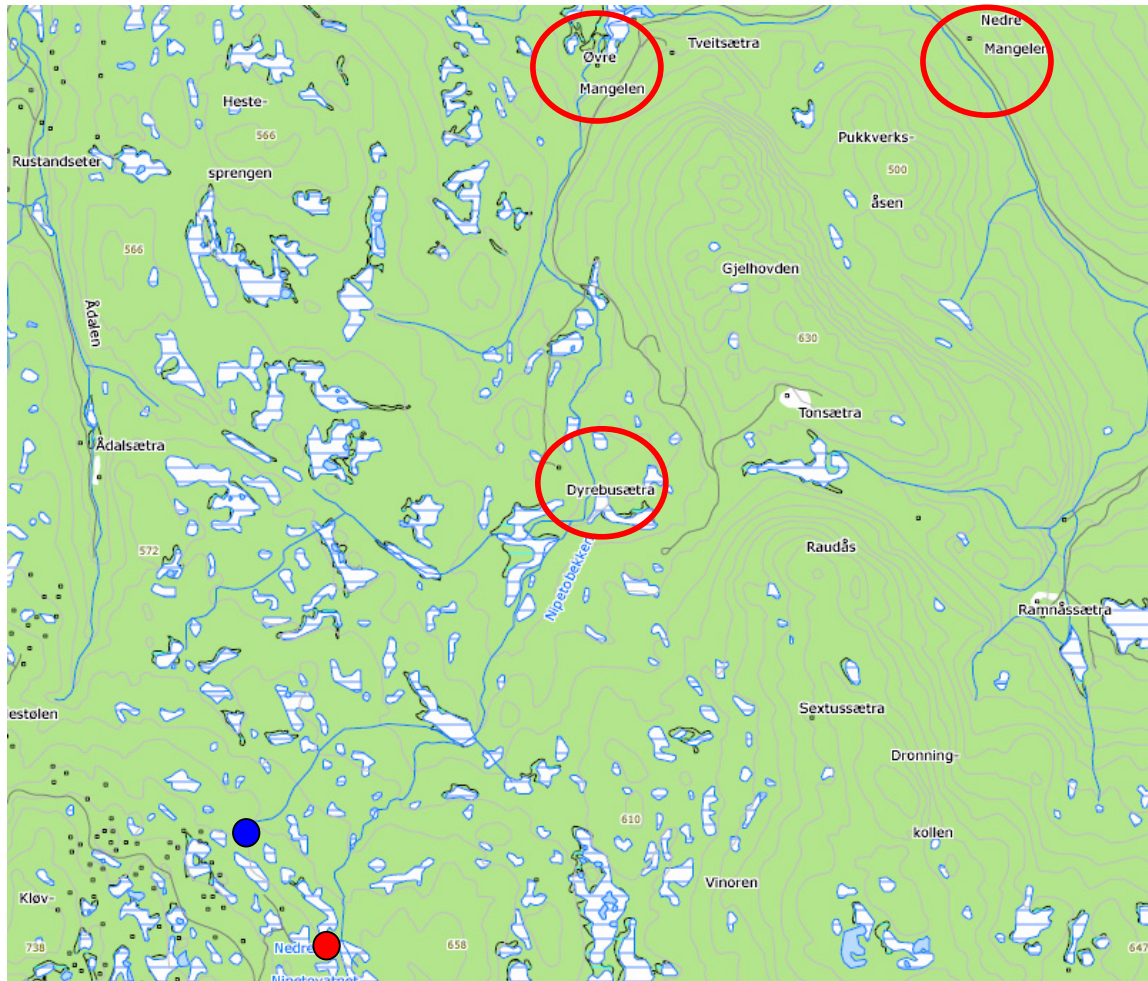 Nedre
Mangelen
Øvre
Mangelen
Tveitsætra
Heste-
sprengen
566
Pukkverks-
åsen
500
Rustandseter
566
Gjelhovden
Ådalen
630
Tonsætra
Ådalsætra
Dyrebusætra
572
Nipetobekken
Raudås
Ramnåssætra
estølen
Sextussætra
Dronning-
kollen
610
Vinoren
Kløv-
738
Nedre
658
647
Nipetovatnet